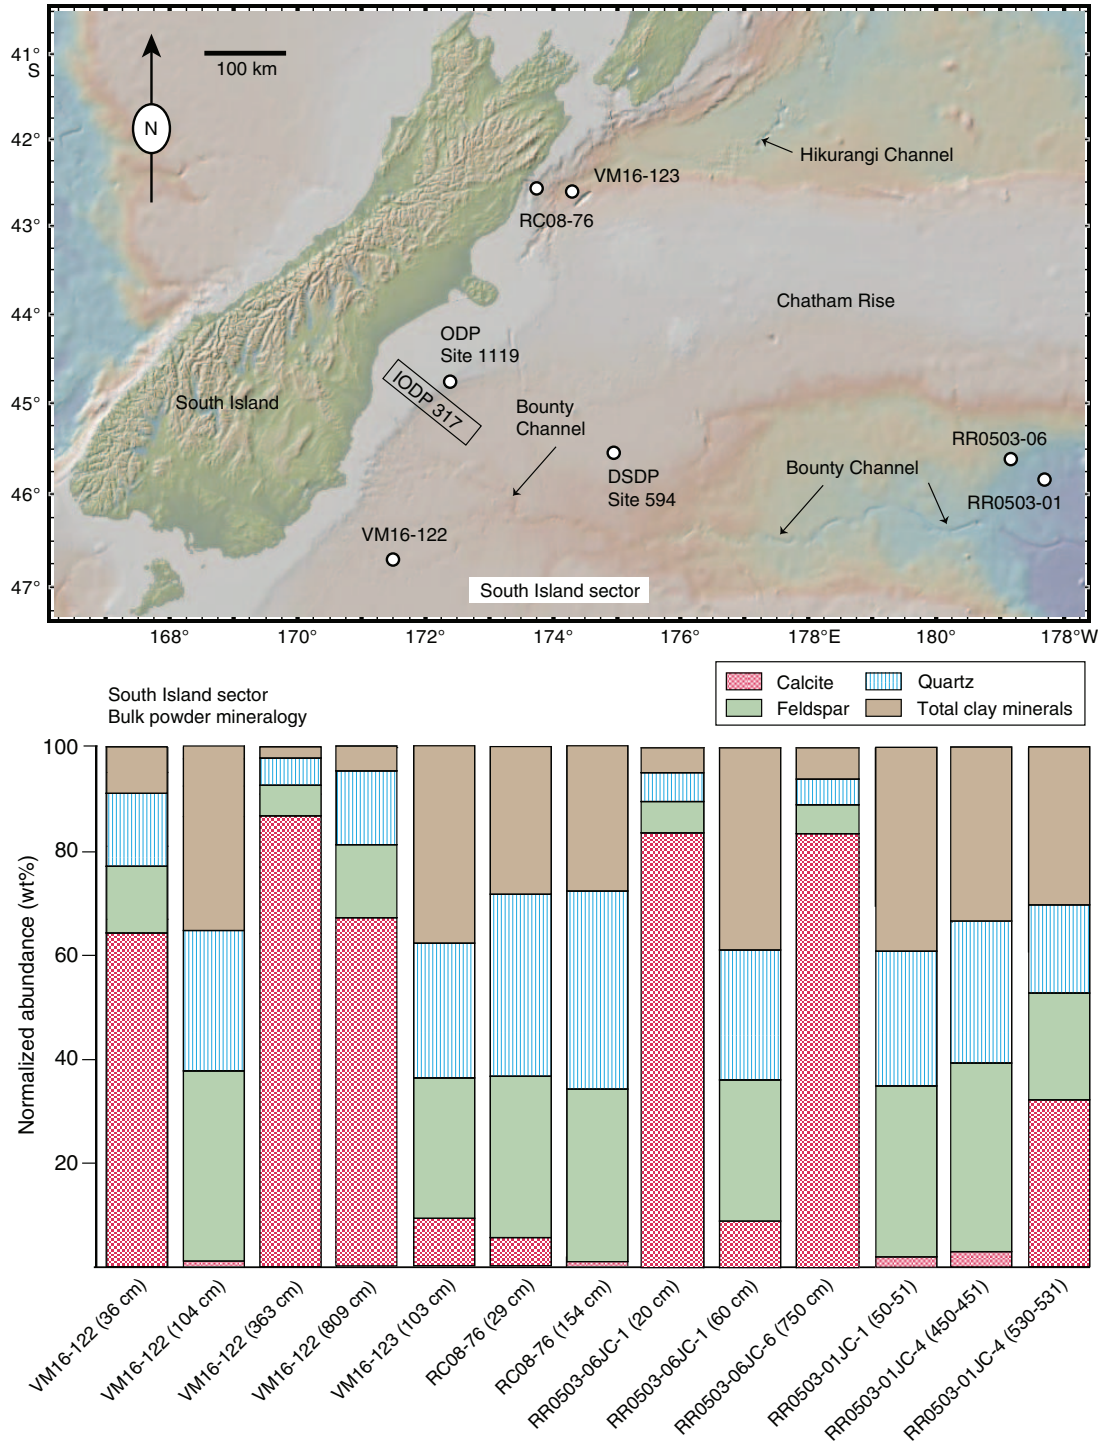 41°
S
42°
43°
44°
45°
46°
47°
N
100 km
Hikurangi Channel
VM16-123
RC08-76
Chatham Rise
ODP
Site 1119
IODP 317
South Island
Bounty
Channel
DSDP
Site 594
Bounty Channel
RR0503-06
RR0503-01
VM16-122
South Island sector
168°
170°
172°
174°
176°
178°E
180°
178°W
South Island sector
Bulk powder mineralogy
Calcite
Quartz
Feldspar
Total clay minerals
Normalized abundance (wt%)
100
80
60
40
20
VM16-122 (36 cm)
VM16-122 (104 cm)
VM16-122 (363 cm)
VM16-122 (809 cm)
VM16-123 (103 cm)
RC08-76 (29 cm)
RC08-76 (154 cm)
RR0503-06JC-1 (20 cm)
RR0503-06JC-1 (60 cm)
RR0503-06JC-6 (750 cm)
RR0503-01JC-1 (50-51)
RR0503-01JC-4 (450-451)
RR0503-01JC-4 (530-531)